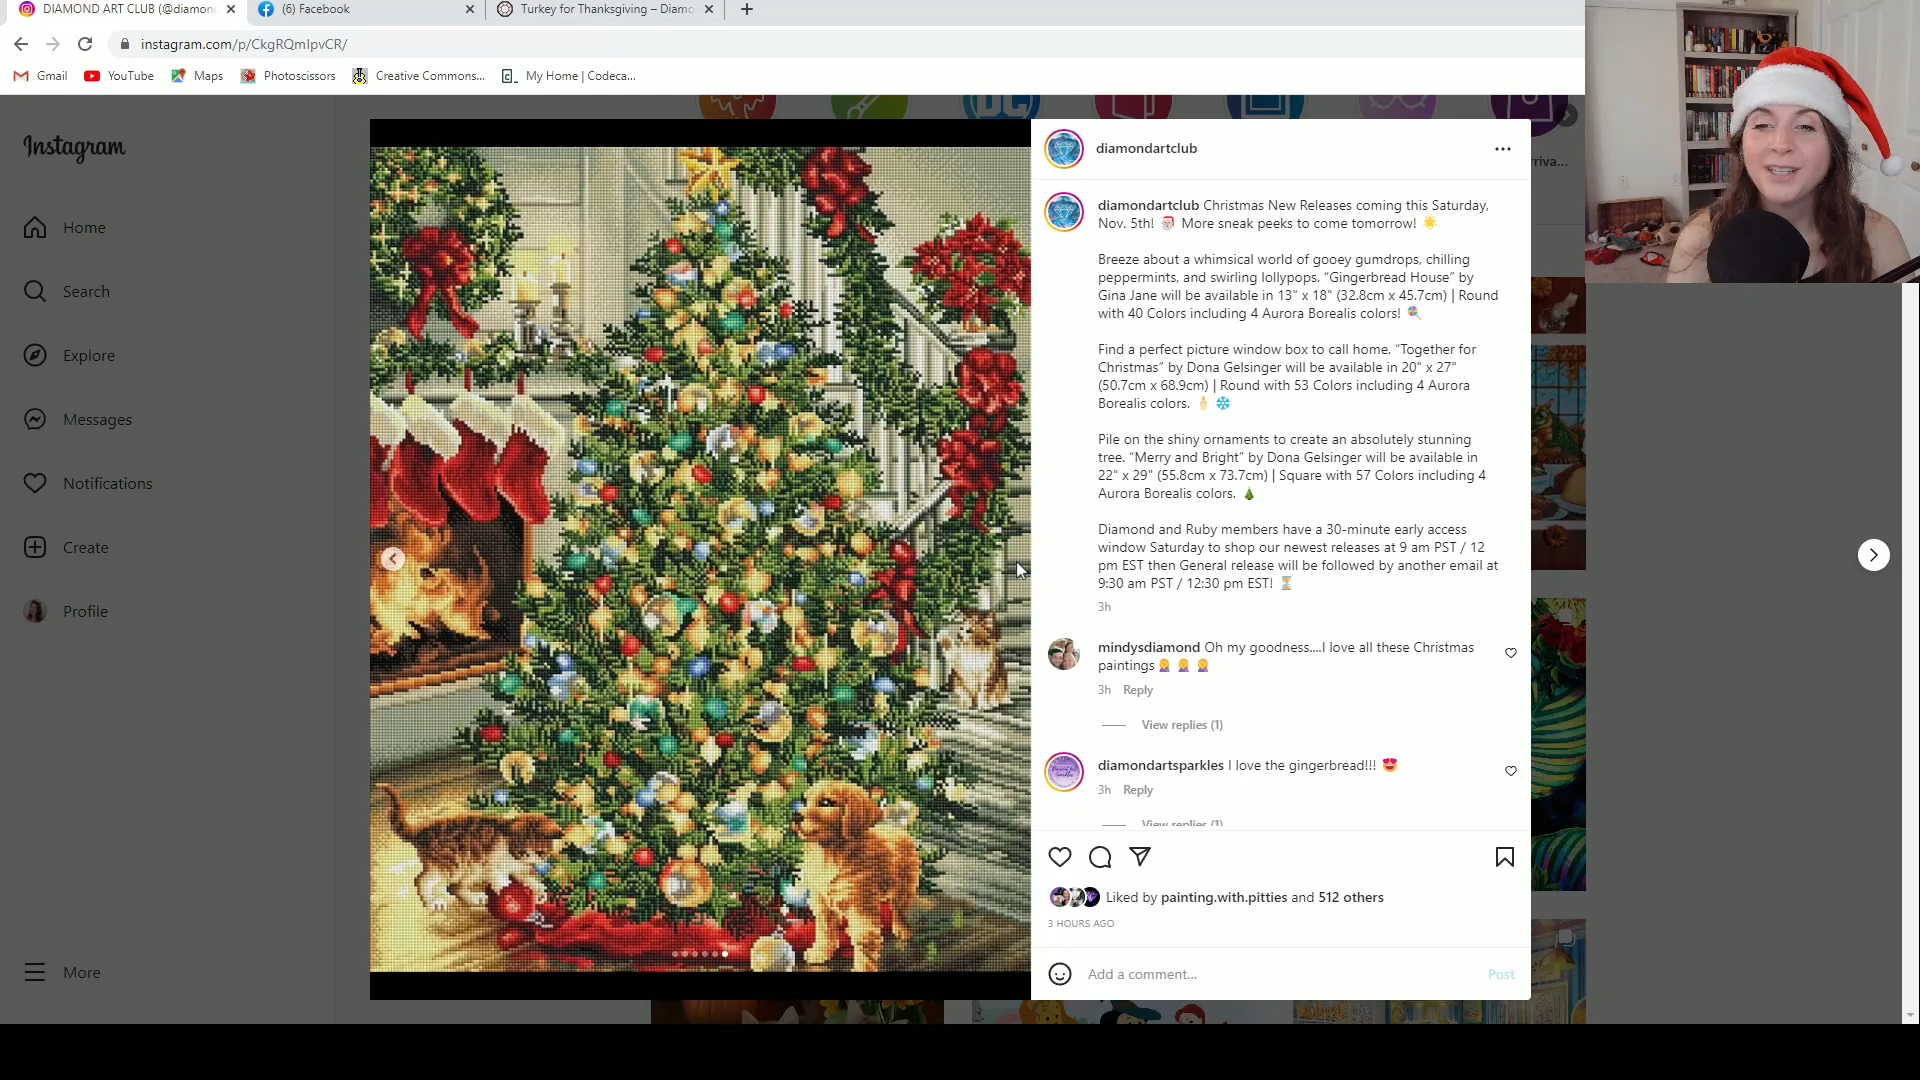 DIAMOND ART CLUB (@diamon
(6) Facebook
Turkey for Thanksgiving – Diamo
instagram.com/p/CkgRQmIpvCR/
Gmail
YouTube
Maps
Photoscissors
Creative Commons...
My Home | Codeca...
Instagram
Home
Search
Explore
Messages
Notifications
Create
Profile
More
DC
rriva...
diamondartclub
diamondartclub Christmas New Releases coming this Saturday,
Nov. 5th! 🎅 More sneak peeks to come tomorrow! 🌟
Breeze about a whimsical world of gooey gumdrops, chilling
peppermints, and swirling lollypops. “Gingerbread House” by
Gina Jane will be available in 13" x 18" (32.8cm x 45.7cm) | Round
with 40 Colors including 4 Aurora Borealis colors! 🍭
Find a perfect picture window box to call home. “Together for
Christmas” by Dona Gelsinger will be available in 20" x 27"
(50.7cm x 68.9cm) | Round with 53 Colors including 4 Aurora
Borealis colors. 🕯️ ❄️
Pile on the shiny ornaments to create an absolutely stunning
tree. “Merry and Bright” by Dona Gelsinger will be available in
22" x 29" (55.8cm x 73.7cm) | Square with 57 Colors including 4
Aurora Borealis colors. 🎄
Diamond and Ruby members have a 30-minute early access
window Saturday to shop our newest releases at 9 am PST / 12
pm EST then General release will be followed by another email at
9:30 am PST / 12:30 pm EST! ⏳
3h
mindysdiamond Oh my goodness....I love all these Christmas
paintings🤦‍♀️ 🤦‍♀️ 🤦‍♀️
3h Reply
View replies (1)
diamondartsparkles I love the gingerbread!!! 😍
3h Reply
View replies (1)
Liked by painting.with.pitties and 512 others
3 HOURS AGO
Add a comment...
Post